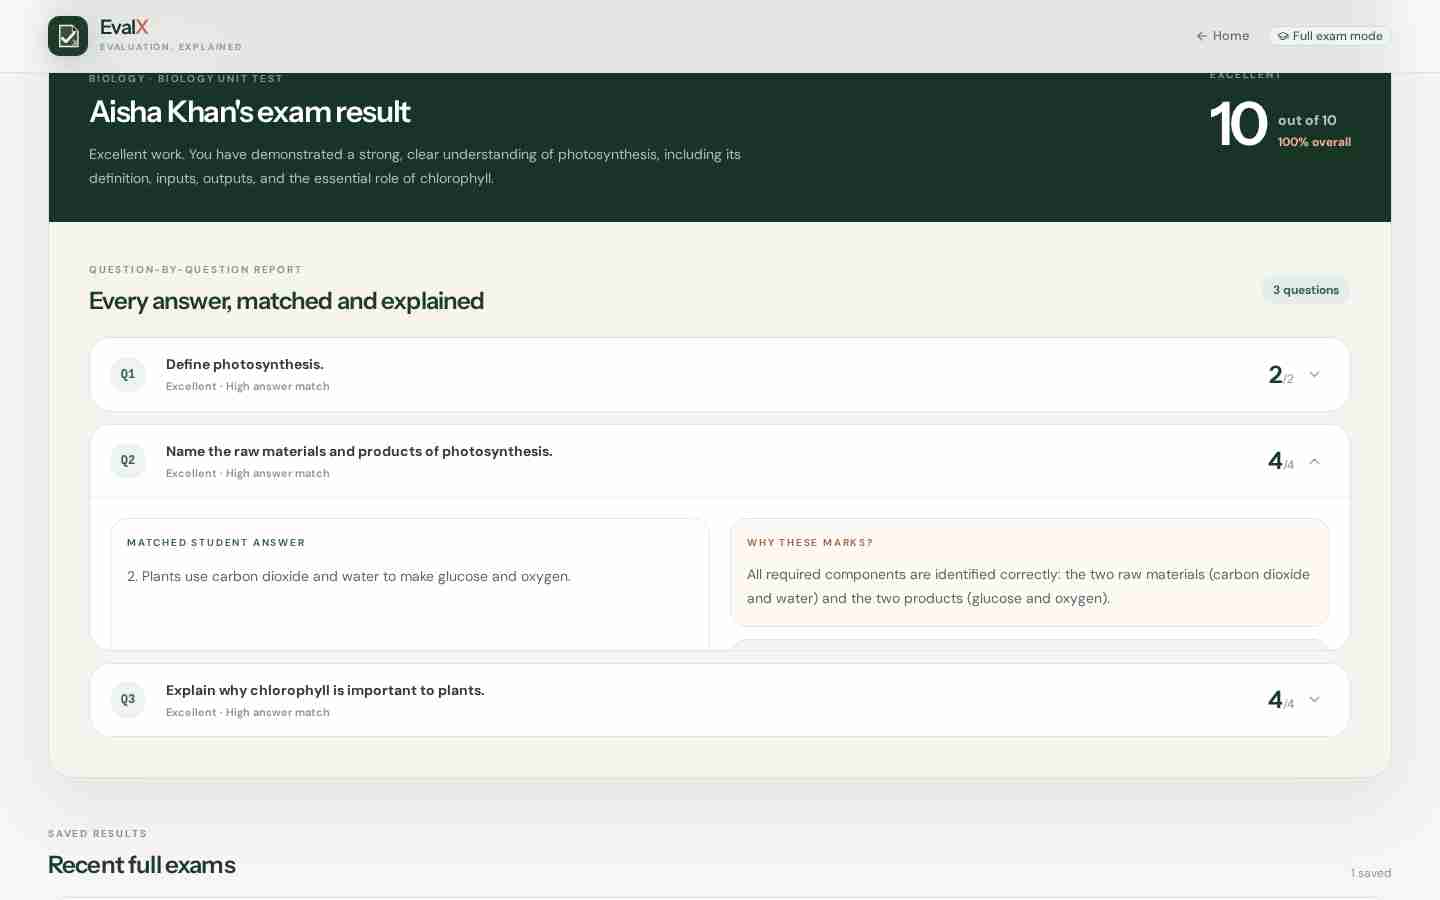 EvalX
EVALUATION, EXPLAINED
← Home
Full exam mode
BIOLOGY · BIOLOGY UNIT TEST
Aisha Khan's exam result
Excellent work. You have demonstrated a strong, clear understanding of photosynthesis, including its
definition, inputs, outputs, and the essential role of chlorophyll.
EXCELLENT
10
out of 10
100% overall
QUESTION-BY-QUESTION REPORT
Every answer, matched and explained
3 questions
Q1
Define photosynthesis.
Excellent · High answer match
2/2
Q2
Name the raw materials and products of photosynthesis.
Excellent · High answer match
4/4
MATCHED STUDENT ANSWER
2. Plants use carbon dioxide and water to make glucose and oxygen.
WHY THESE MARKS?
All required components are identified correctly: the two raw materials (carbon dioxide
and water) and the two products (glucose and oxygen).
Q3
Explain why chlorophyll is important to plants.
Excellent · High answer match
4/4
SAVED RESULTS
Recent full exams
1 saved